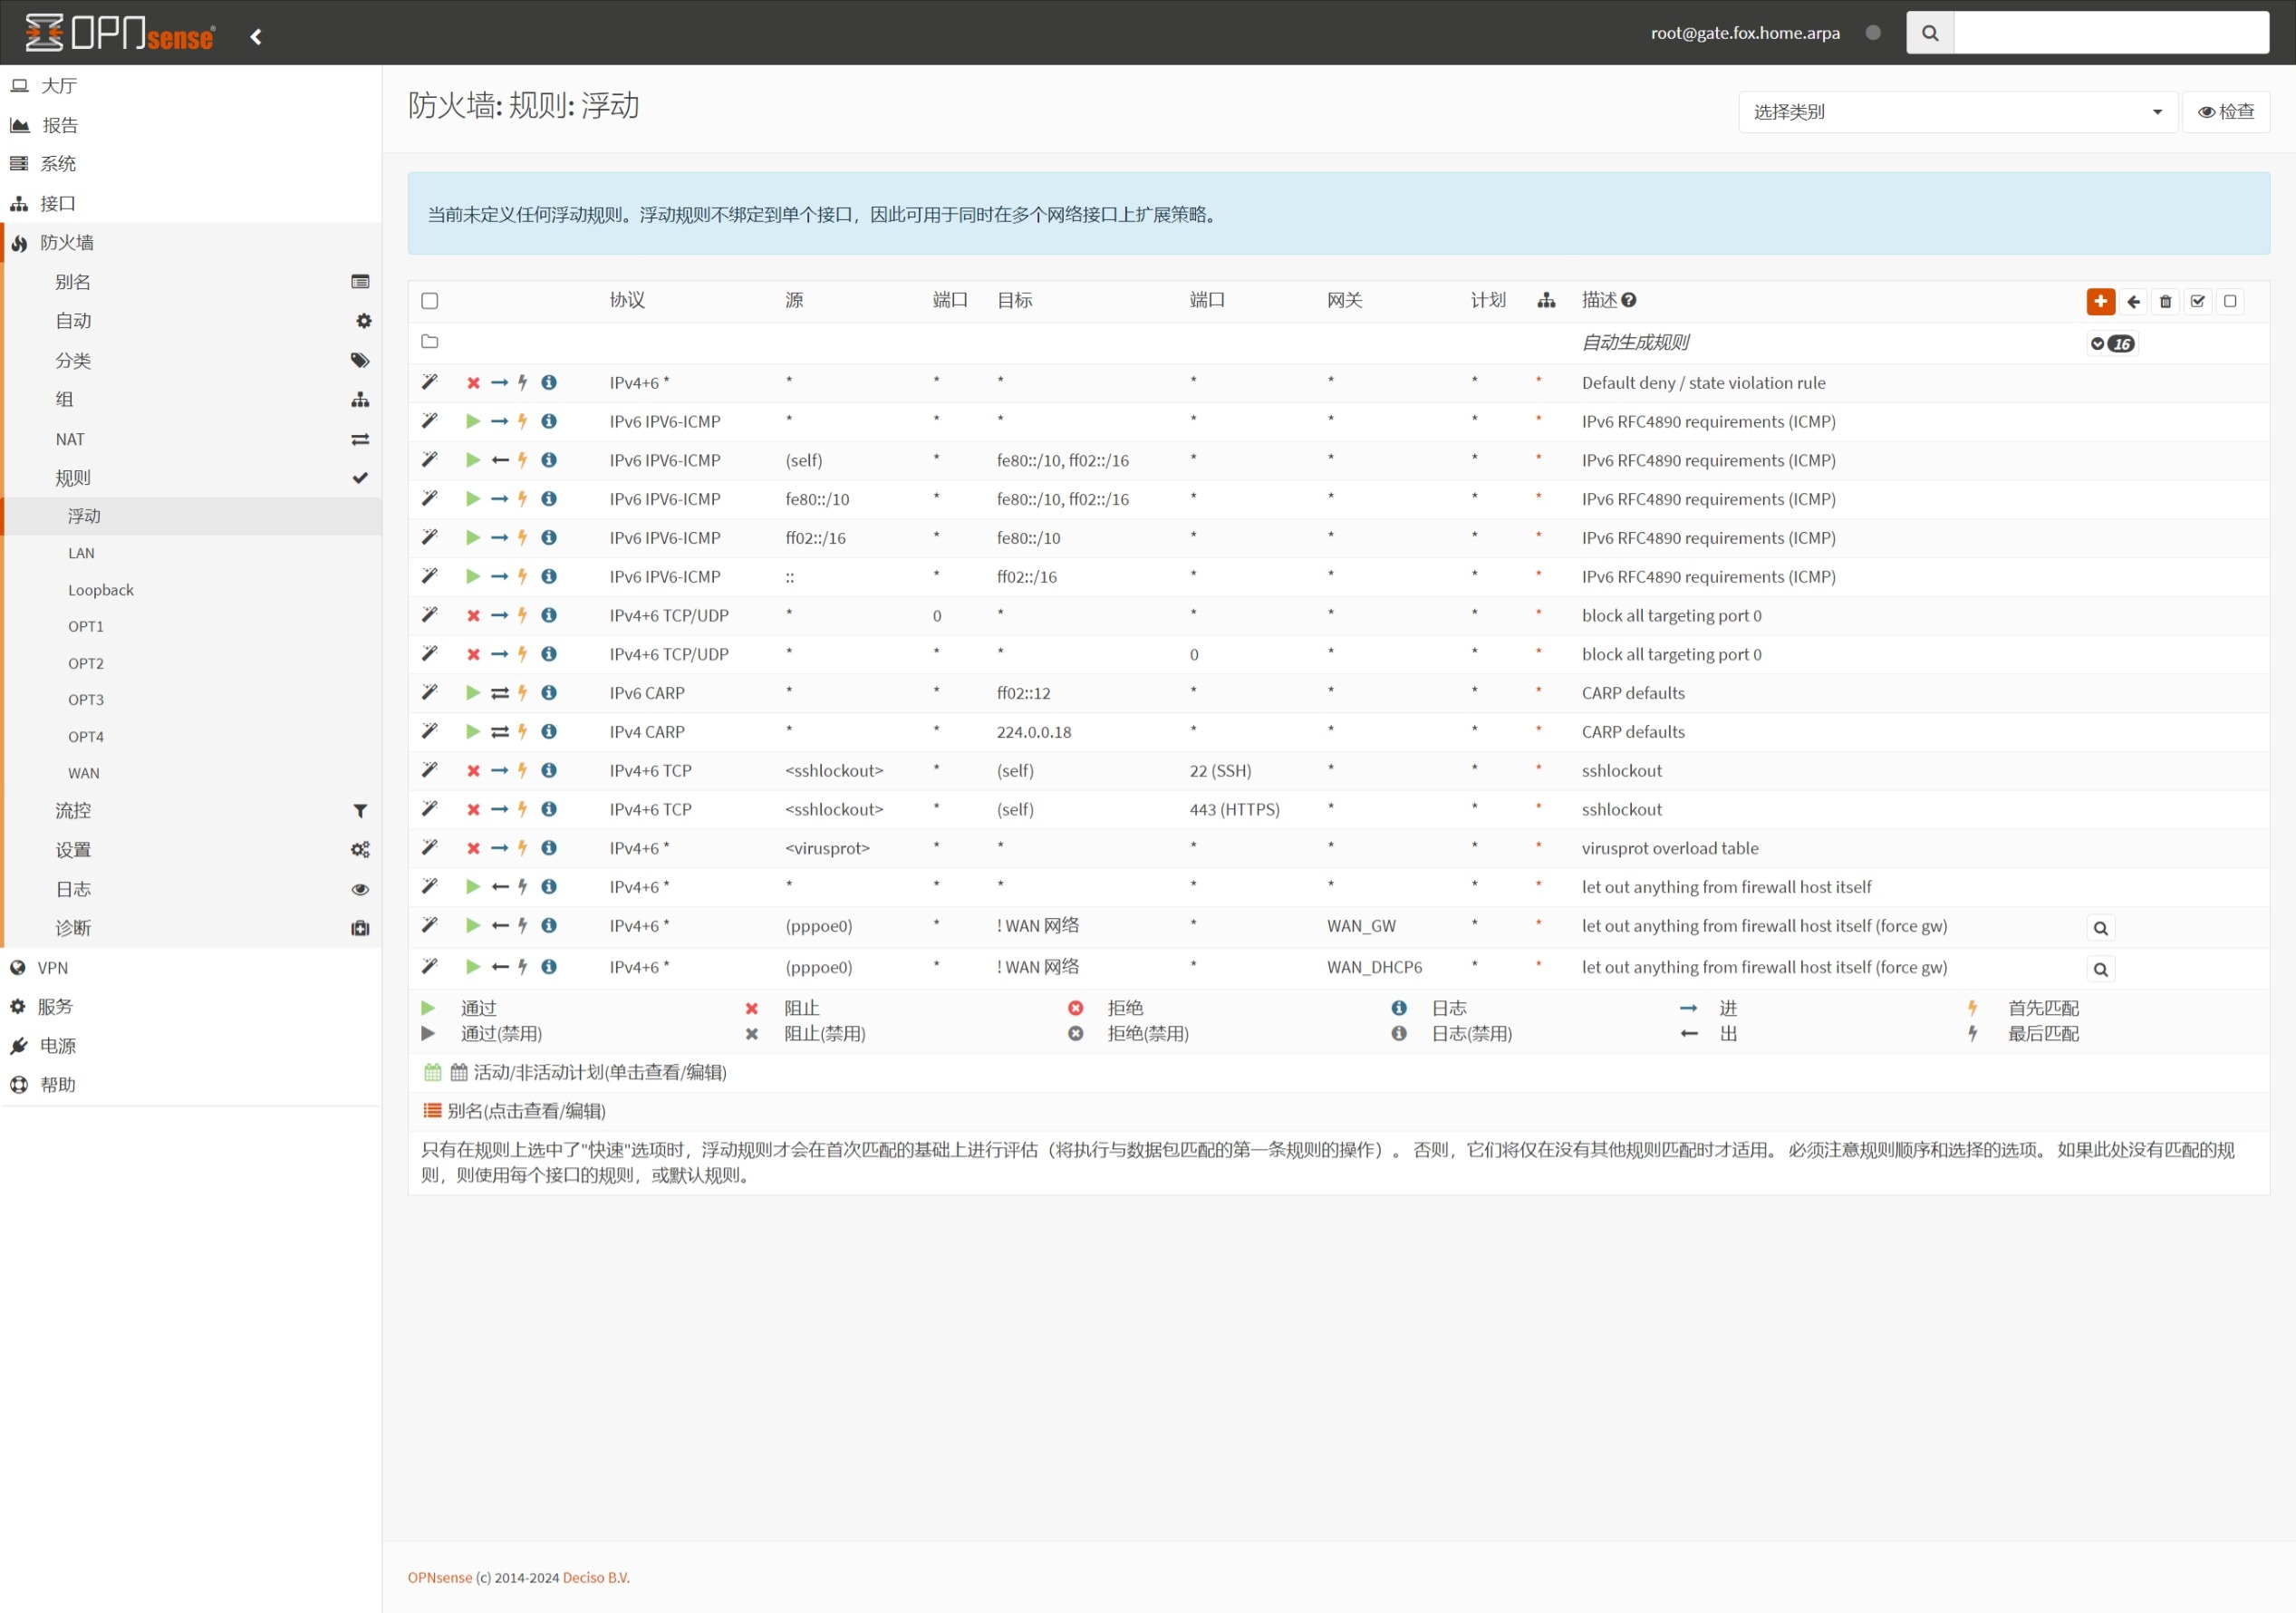 OPNsense®
root@gate.fox.home.arpa
大厅
报告
系统
接口
防火墙
别名
自动
分类
组
NAT
规则
浮动
LAN
Loopback
OPT1
OPT2
OPT3
OPT4
WAN
流控
设置
日志
诊断
VPN
服务
电源
帮助
防火墙: 规则: 浮动
选择类别
检查
当前未定义任何浮动规则。浮动规则不绑定到单个接口，因此可用于同时在多个网络接口上扩展策略。
协议 源 端口 目标 端口 网关 计划 描述
自动生成规则 16
IPv4+6 * * * * * * * * Default deny / state violation rule
IPv6 IPV6-ICMP * * * * * * * IPv6 RFC4890 requirements (ICMP)
IPv6 IPV6-ICMP (self) * fe80::/10, ff02::/16 * * * * IPv6 RFC4890 requirements (ICMP)
IPv6 IPV6-ICMP fe80::/10 * fe80::/10, ff02::/16 * * * * IPv6 RFC4890 requirements (ICMP)
IPv6 IPV6-ICMP ff02::/16 * fe80::/10 * * * * IPv6 RFC4890 requirements (ICMP)
IPv6 IPV6-ICMP :: * ff02::/16 * * * * IPv6 RFC4890 requirements (ICMP)
IPv4+6 TCP/UDP * 0 * * * * * block all targeting port 0
IPv4+6 TCP/UDP * * * 0 * * * block all targeting port 0
IPv6 CARP * * ff02::12 * * * * CARP defaults
IPv4 CARP * * 224.0.0.18 * * * * CARP defaults
IPv4+6 TCP <sshlockout> * (self) 22 (SSH) * * * sshlockout
IPv4+6 TCP <sshlockout> * (self) 443 (HTTPS) * * * sshlockout
IPv4+6 * <virusprot> * * * * * * virusprot overload table
IPv4+6 * * * * * * * * let out anything from firewall host itself
IPv4+6 * (pppoe0) * ! WAN 网络 * WAN_GW * * let out anything from firewall host itself (force gw)
IPv4+6 * (pppoe0) * ! WAN 网络 * WAN_DHCP6 * * let out anything from firewall host itself (force gw)
通过 阻止 拒绝 日志 进 首先匹配
通过(禁用) 阻止(禁用) 拒绝(禁用) 日志(禁用) 出 最后匹配
活动/非活动计划(单击查看/编辑)
别名(点击查看/编辑)
只有在规则上选中了"快速"选项时，浮动规则才会在首次匹配的基础上进行评估（将执行与数据包匹配的第一条规则的操作）。 否则，它们将仅在没有其他规则匹配时才适用。 必须注意规则顺序和选择的选项。 如果此处没有匹配的规
则，则使用每个接口的规则，或默认规则。
OPNsense (c) 2014-2024 Deciso B.V.